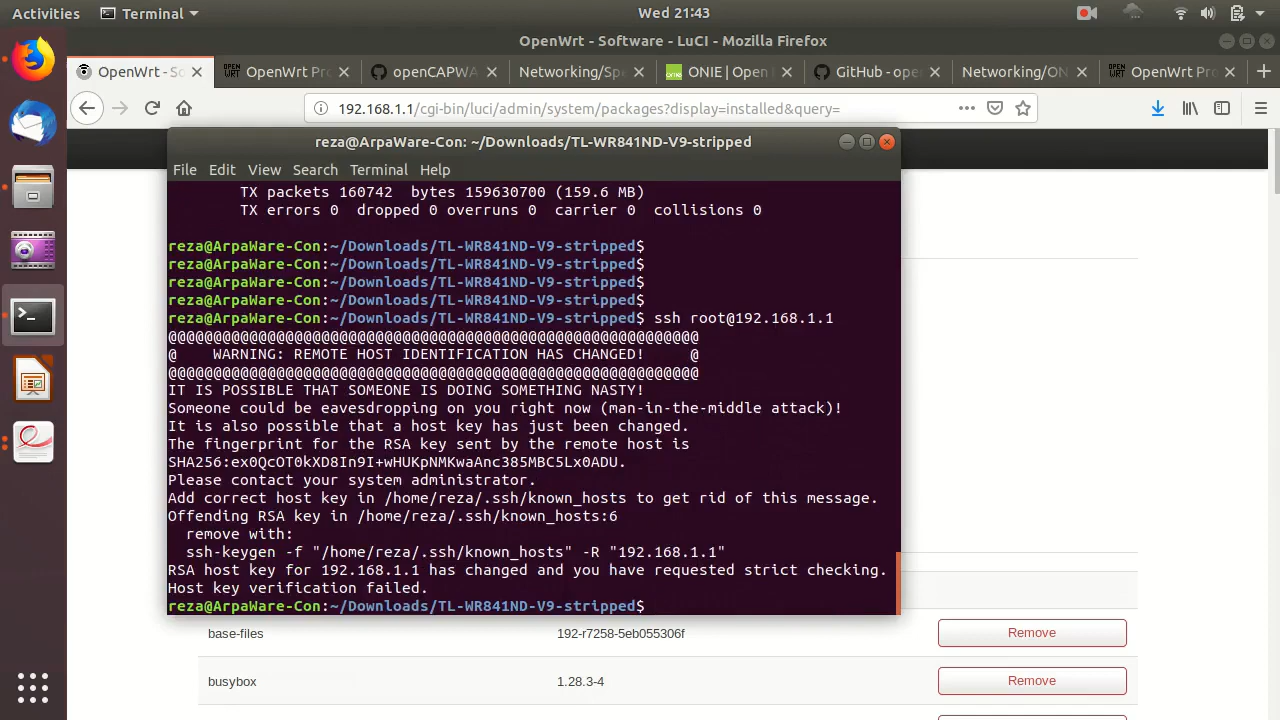 Activities
Terminal
Wed 21:43
OpenWrt - Software - LuCI - Mozilla Firefox
OpenWrt - So
OpenWrt Pro
openCAPWA
Networking/Spe
ONIE | Open
GitHub - ope
Networking/ON
OpenWrt Pro
192.168.1.1/cgi-bin/luci/admin/system/packages?display=installed&query=
reza@ArpaWare-Con: ~/Downloads/TL-WR841ND-V9-stripped
File Edit View Search Terminal Help
TX packets 160742  bytes 159630700 (159.6 MB)
TX errors 0  dropped 0 overruns 0  carrier 0  collisions 0
reza@ArpaWare-Con:~/Downloads/TL-WR841ND-V9-stripped$
reza@ArpaWare-Con:~/Downloads/TL-WR841ND-V9-stripped$
reza@ArpaWare-Con:~/Downloads/TL-WR841ND-V9-stripped$
reza@ArpaWare-Con:~/Downloads/TL-WR841ND-V9-stripped$
reza@ArpaWare-Con:~/Downloads/TL-WR841ND-V9-stripped$ ssh root@192.168.1.1
@@@@@@@@@@@@@@@@@@@@@@@@@@@@@@@@@@@@@@@@@@@@@@@@@@@@@@@@@@@
@    WARNING: REMOTE HOST IDENTIFICATION HAS CHANGED!     @
@@@@@@@@@@@@@@@@@@@@@@@@@@@@@@@@@@@@@@@@@@@@@@@@@@@@@@@@@@@
IT IS POSSIBLE THAT SOMEONE IS DOING SOMETHING NASTY!
Someone could be eavesdropping on you right now (man-in-the-middle attack)!
It is also possible that a host key has just been changed.
The fingerprint for the RSA key sent by the remote host is
SHA256:ex0QcOT0kXD8In9I+wHUKpNMKwaAnc385MBC5Lx0ADU.
Please contact your system administrator.
Add correct host key in /home/reza/.ssh/known_hosts to get rid of this message.
Offending RSA key in /home/reza/.ssh/known_hosts:6
remove with:
ssh-keygen -f "/home/reza/.ssh/known_hosts" -R "192.168.1.1"
RSA host key for 192.168.1.1 has changed and you have requested strict checking.
Host key verification failed.
reza@ArpaWare-Con:~/Downloads/TL-WR841ND-V9-stripped$
base-files 192-r7258-5eb055306f Remove
busybox 1.28.3-4 Remove